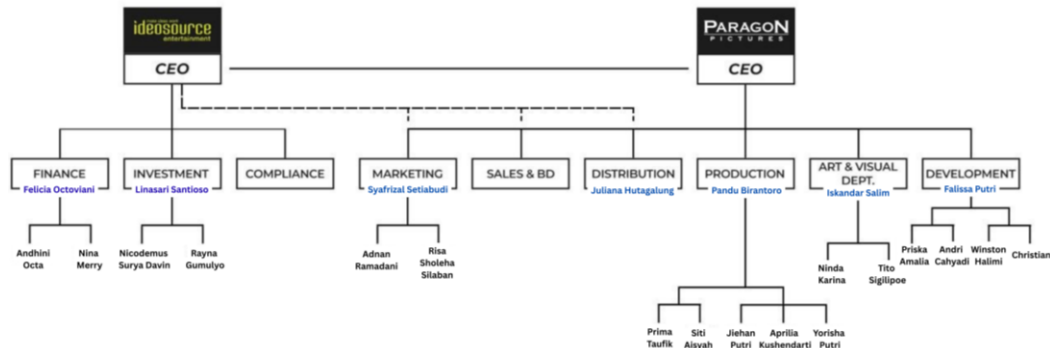 ideosource
entertainment
PARAGON
PICTURES
CEO
CEO
FINANCE
Felicia Octoviani
INVESTMENT
Linasari Santioso
COMPLIANCE
MARKETING
Syafrizal Setiabudi
SALES & BD
DISTRIBUTION
Juliana Hutagalung
PRODUCTION
Pandu Birantoro
ART & VISUAL
DEPT.
Iskandar Salim
DEVELOPMENT
Falissa Putri
Andhini
Octa
Nina
Merry
Nicodemus
Surya Davin
Rayna
Gumulyo
Adnan
Ramadani
Risa
Sholeha
Silaban
Ninda
Karina
Tito
Sigilipoe
Priska
Amalia
Andri
Cahyadi
Winston
Halimi
Christian
Prima
Taufik
Siti
Aisyah
Jiehan
Putri
Aprilia
Kushendarti
Yorisha
Putri